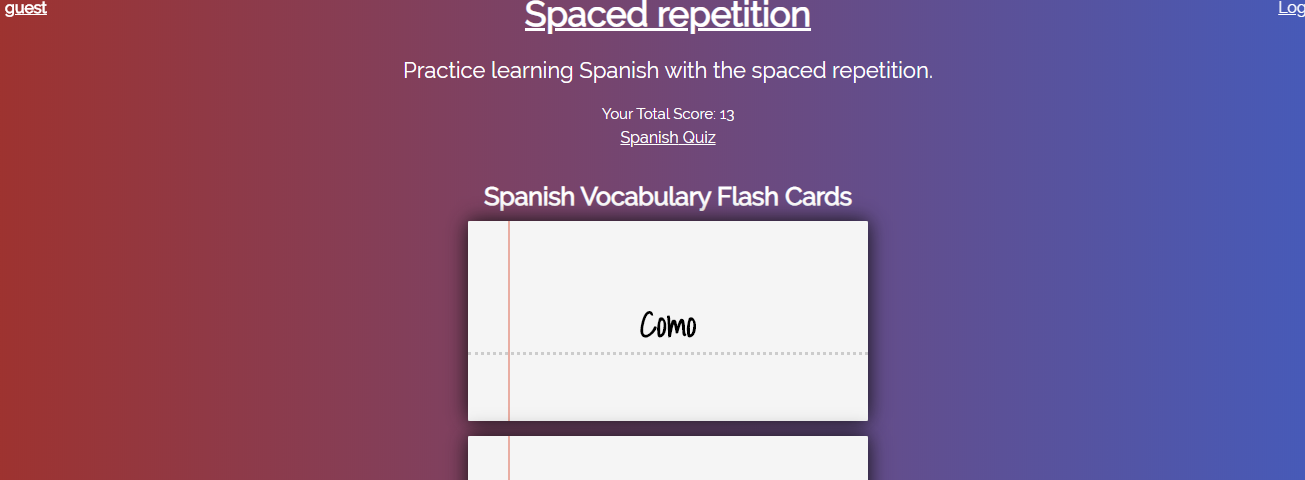 guest
Spaced repetition
Log
Practice learning Spanish with the spaced repetition.
Your Total Score: 13
Spanish Quiz
Spanish Vocabulary Flash Cards
Como